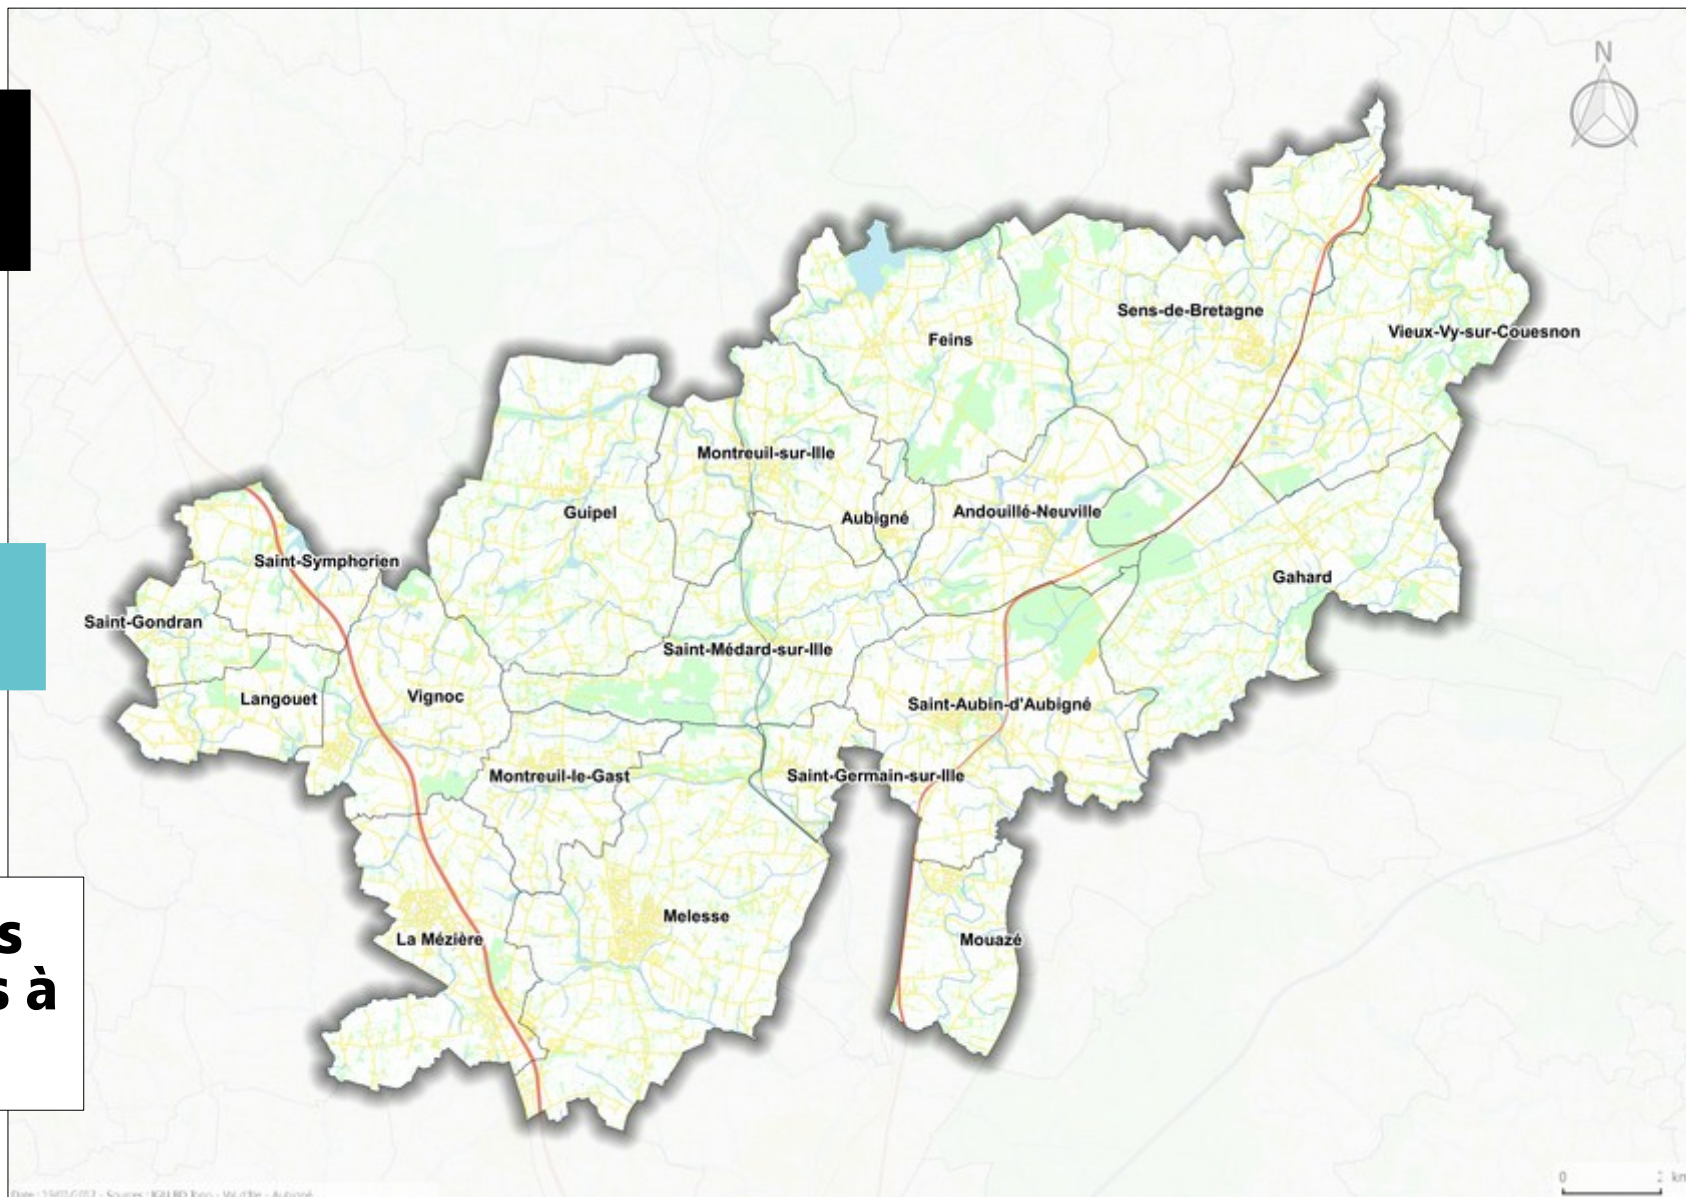 N
Sens-de-Bretagne
Vieux-Vy-sur-Couesnon
Feins
Montreuil-sur-Ille
Guipel
Aubigné
Andouillé-Neuville
Saint-Symphorien
Gahard
Saint-Gondran
Saint-Médard-sur-Ille
Langouet
Vignoc
Saint-Aubin-d'Aubigné
Montreuil-le-Gast
Saint-Germain-sur-Ille
Melesse
La Mézière
Mouazé
s
s à
0 2 km